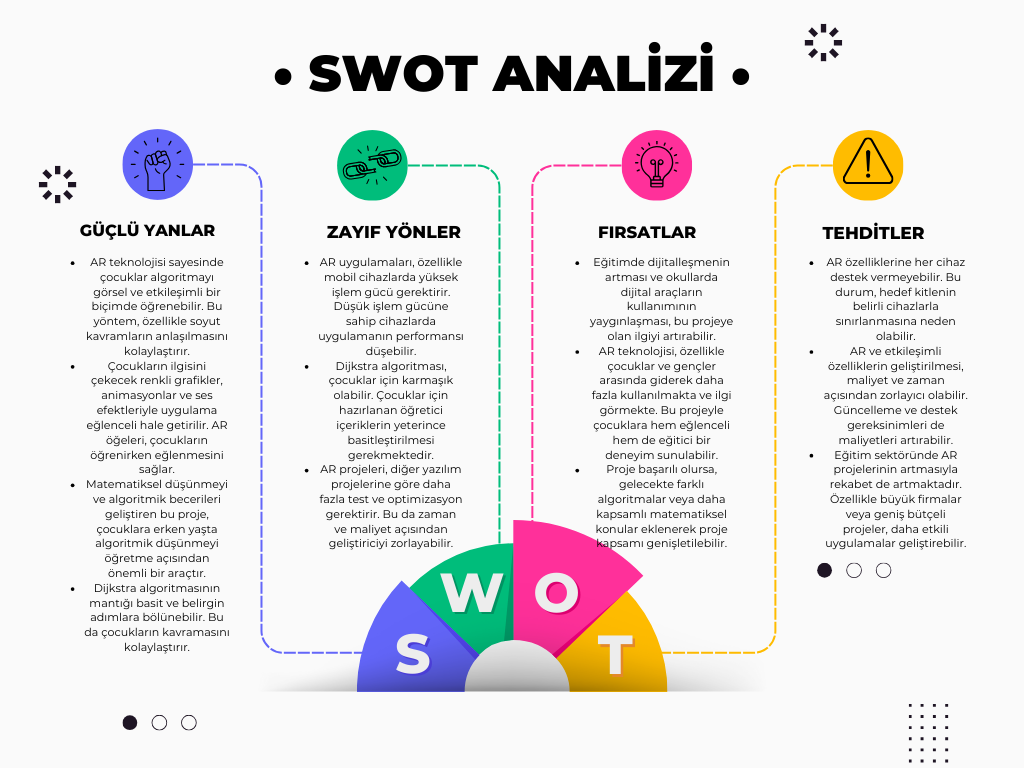 • SWOT ANALİZİ •
GÜÇLÜ YANLAR
• AR teknolojisi sayesinde
çocuklar algoritmayı
görsel ve etkileşimli bir
biçimde öğrenebilir. Bu
yöntem, özellikle soyut
kavramların anlaşılmasını
kolaylaştırır.
• Çocukların ilgisini
çekecek renkli grafikler,
animasyonlar ve ses
efektleriyle uygulama
eğlenceli hale getirilir. AR
öğeleri, çocukların
öğrenirken eğlenmesini
sağlar.
• Matematiksel düşünmeyi
ve algoritmik becerileri
geliştiren bu proje,
çocuklara erken yaşta
algoritmik düşünmeyi
öğretme açısından
önemli bir araçtır.
• Dijkstra algoritmasının
mantığı basit ve belirgin
adımlara bölünebilir. Bu
da çocukların kavramasını
kolaylaştırır.
ZAYIF YÖNLER
• AR uygulamaları, özellikle
mobil cihazlarda yüksek
işlem gücü gerektirir.
Düşük işlem gücüne
sahip cihazlarda
uygulamanın performansı
düşebilir.
• Dijkstra algoritması,
çocuklar için karmaşık
olabilir. Çocuklar için
hazırlanan öğretici
içeriklerin yeterince
basitleştirilmesi
gerekmektedir.
• AR projeleri, diğer yazılım
projelerine göre daha
fazla test ve optimizasyon
gerektirir. Bu da zaman
ve maliyet açısından
geliştiriciyi zorlayabilir.
FIRSATLAR
• Eğitimde dijitalleşmenin
artması ve okullarda
dijital araçların
kullanımının
yaygınlaşması, bu projeye
olan ilgiyi artırabilir.
• AR teknolojisi, özellikle
çocuklar ve gençler
arasında giderek daha
fazla kullanılmakta ve ilgi
görmekte. Bu projeyle
çocuklara hem eğlenceli
hem de eğitici bir
deneyim sunulabilir.
• Proje başarılı olursa,
gelecekte farklı
algoritmalar veya daha
kapsamlı matematiksel
konular eklenerek proje
kapsamı genişletilebilir.
TEHDİTLER
• AR özelliklerine her cihaz
destek vermeyebilir. Bu
durum, hedef kitlenin
belirli cihazlarla
sınırlanmasına neden
olabilir.
• AR ve etkileşimli
özelliklerin geliştirilmesi,
maliyet ve zaman
açısından zorlayıcı olabilir.
Güncelleme ve destek
gereksinimleri de
maliyetleri artırabilir.
• Eğitim sektöründe AR
projelerinin artmasıyla
rekabet de artmaktadır.
Özellikle büyük firmalar
veya geniş bütçeli
projeler, daha etkili
uygulamalar geliştirebilir.
S W O T